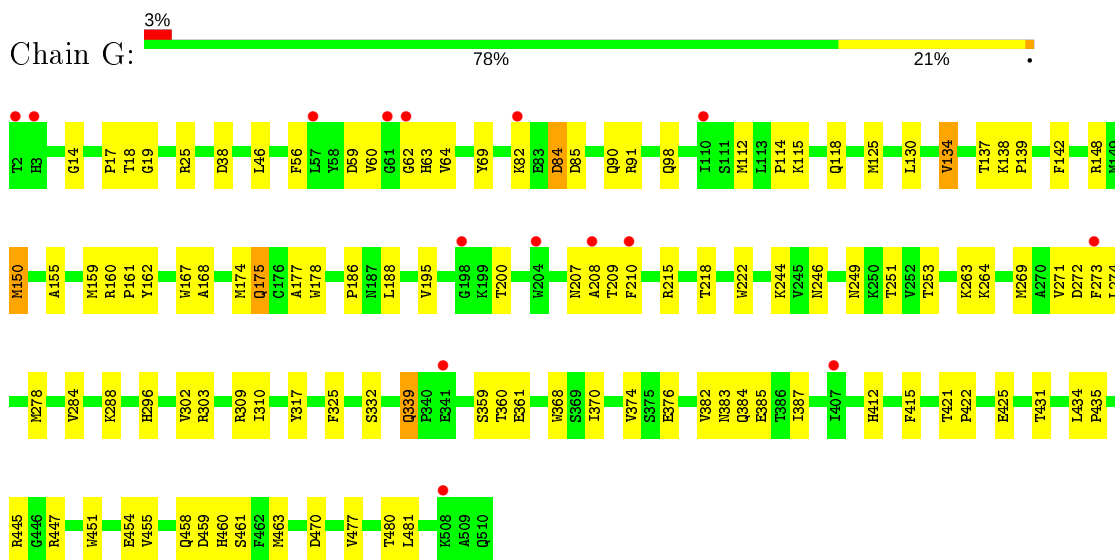 3%
Chain G:
78% 21% •
T2 H3 G14 P17 T18 G19 R25 D38 L46 F56 L57 Y58 D59 V60 G61 G62 H63 V64 Y69 K82 E83 D84 D85 Q90 R91 Q98 I110 S111 M112 L113 P114 K115 Q118 M125 L130 V134 T137 K138 P139 F142 R148 M149
M150 A155 M159 R160 P161 Y162 W167 A168 M174 Q175 C176 A177 W178 P186 N187 L188 V195 G198 K199 T200 W204 N207 A208 T209 F210 R215 T218 W222 K244 V245 N246 N249 K250 T251 V252 T253 K263 K264 M269 A270 V271 D272 F273 L274
M278 V284 K288 H296 V302 R303 R309 I310 Y317 F325 S332 Q339 P340 E341 S359 T360 E361 W368 S369 I370 V374 S375 E376 V382 N383 Q384 E385 T386 I387 I407 H412 F415 T421 P422 E425 T431 L434 P435
R445 G446 R447 W451 E454 V455 Q458 D459 H460 S461 F462 M463 D470 V477 T480 L481 K508 A509 Q510